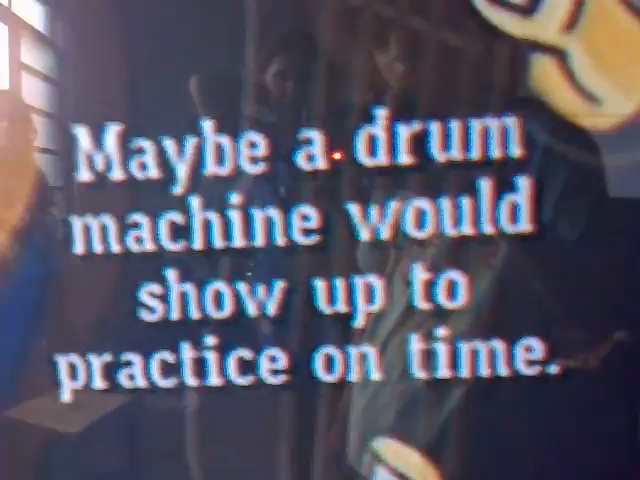 Maybe a drum
machine would
show up to
practice on time.